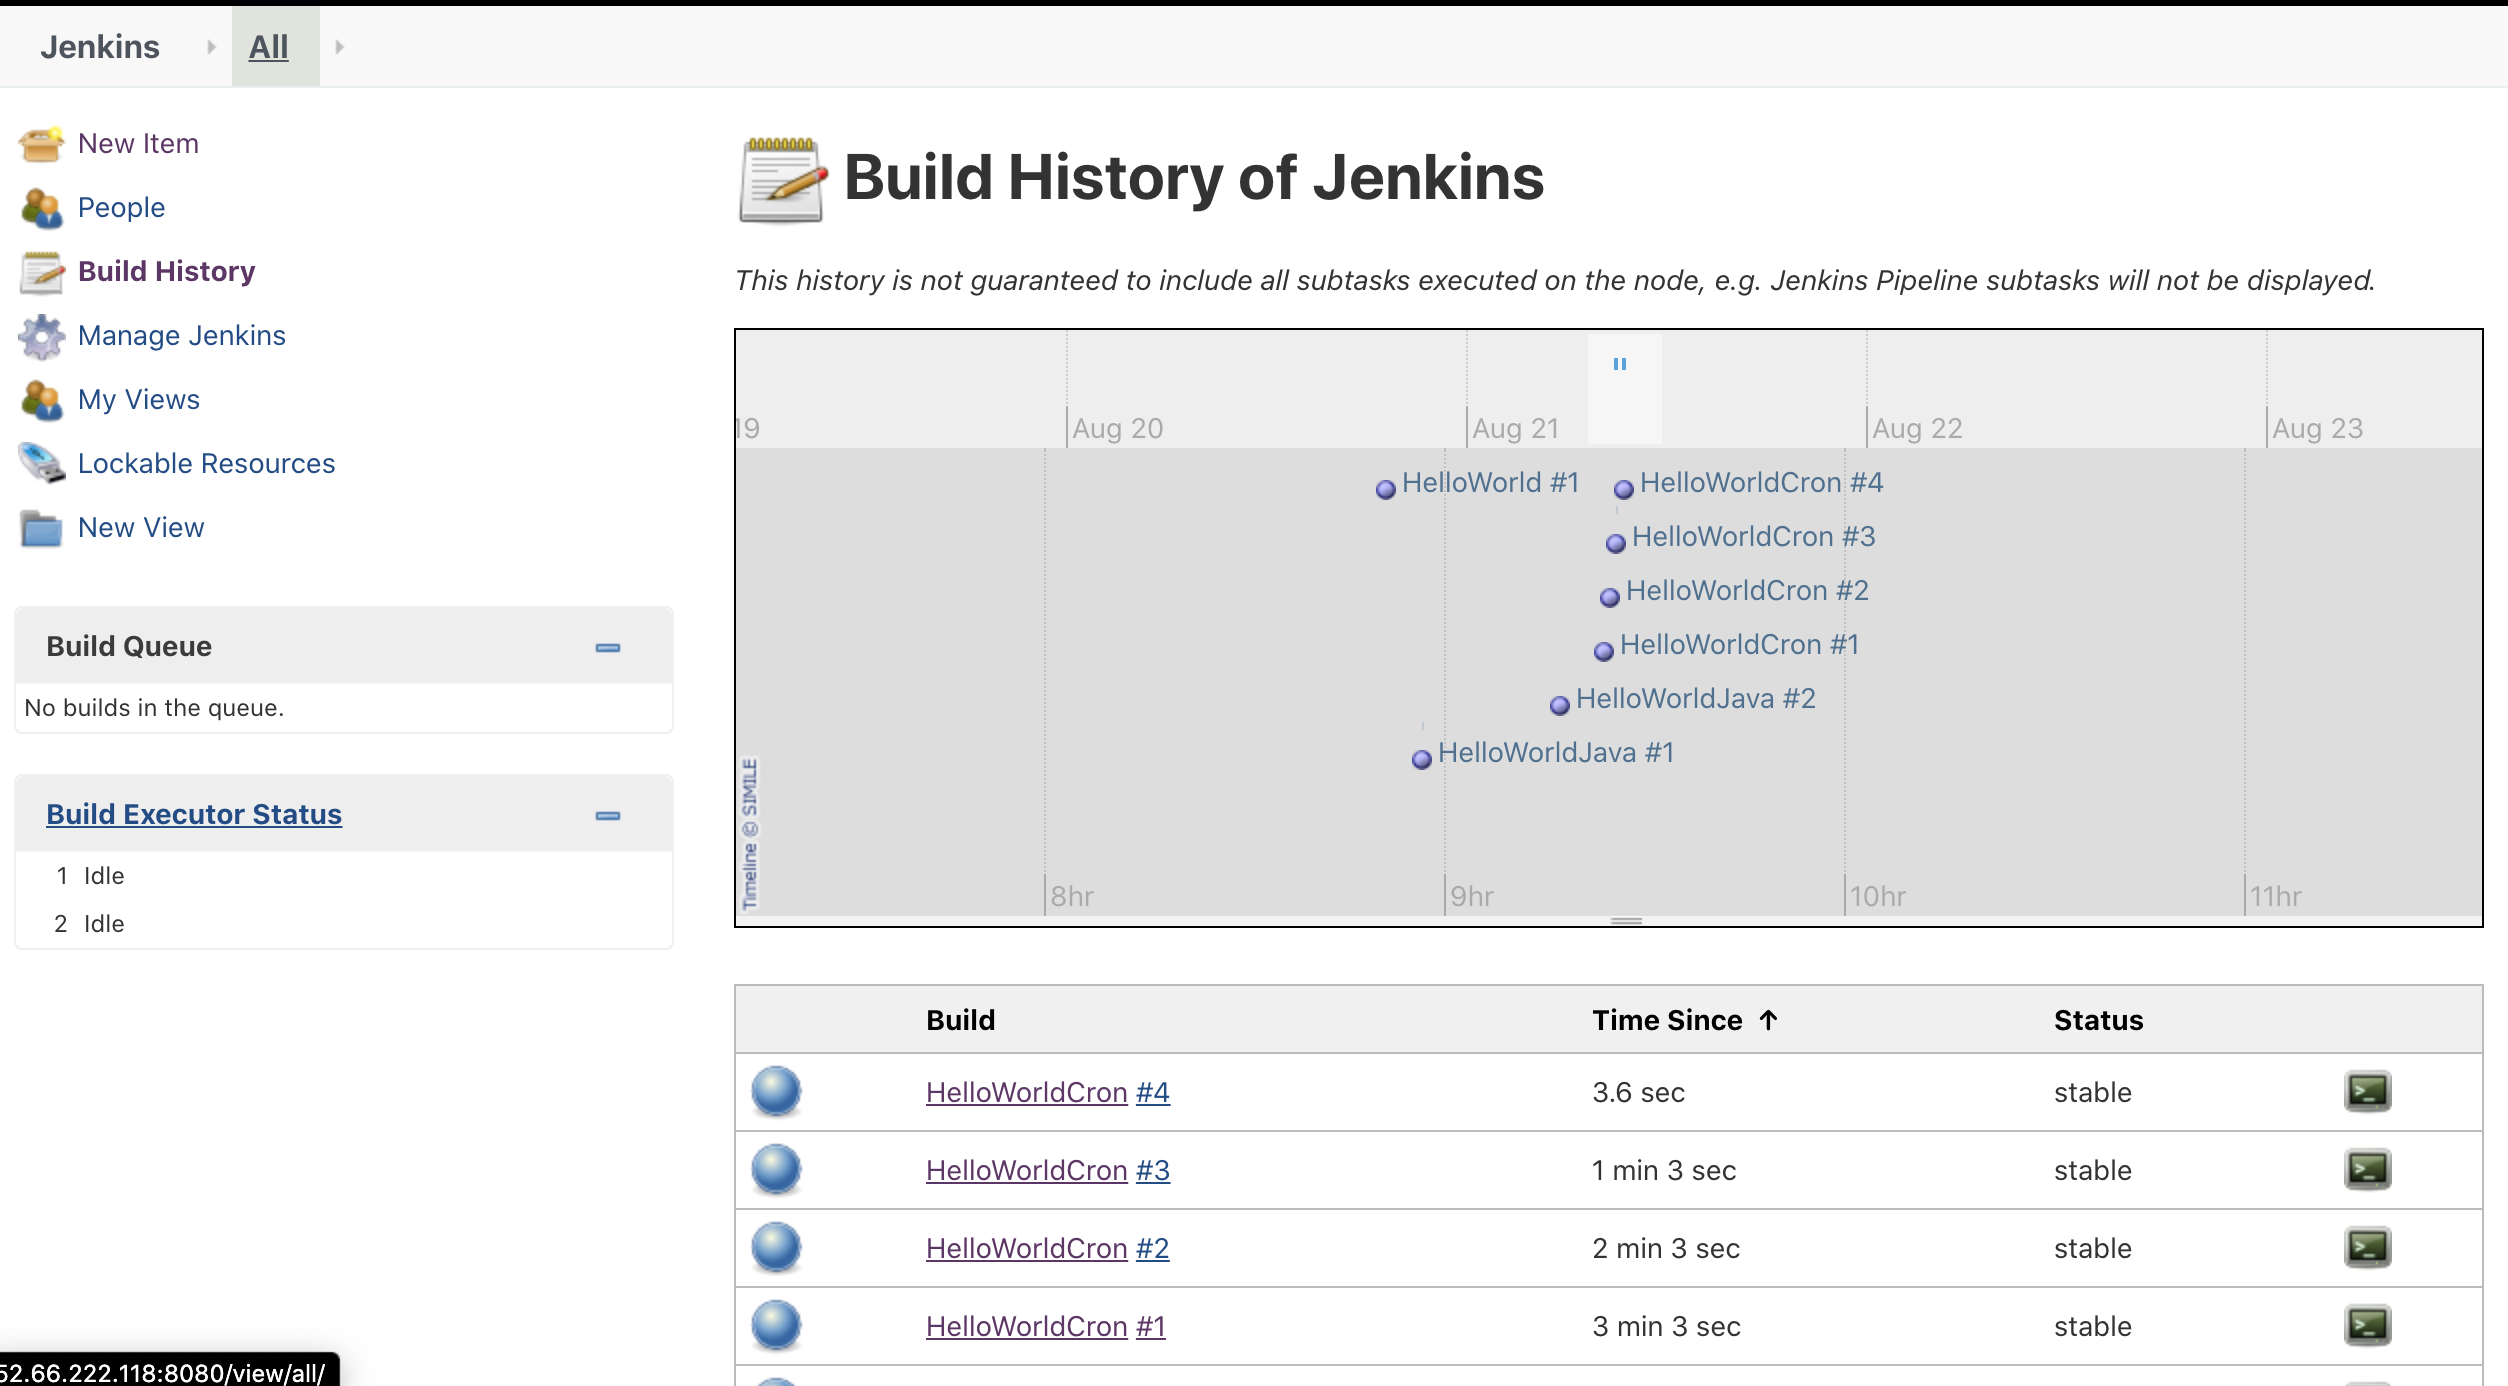 Jenkins All
New Item
People
Build History
Manage Jenkins
My Views
Lockable Resources
New View
Build Queue
No builds in the queue.
Build Executor Status
1 Idle
2 Idle
Build History of Jenkins
This history is not guaranteed to include all subtasks executed on the node, e.g. Jenkins Pipeline subtasks will not be displayed.
19 Aug 20 Aug 21 Aug 22 Aug 23
HelloWorld #1 HelloWorldCron #4
HelloWorldCron #3
HelloWorldCron #2
HelloWorldCron #1
HelloWorldJava #2
HelloWorldJava #1
Timeline © SIMILE
8hr 9hr 10hr 11hr
Build Time Since ↑ Status
HelloWorldCron #4 3.6 sec stable
HelloWorldCron #3 1 min 3 sec stable
HelloWorldCron #2 2 min 3 sec stable
HelloWorldCron #1 3 min 3 sec stable
52.66.222.118:8080/view/all/